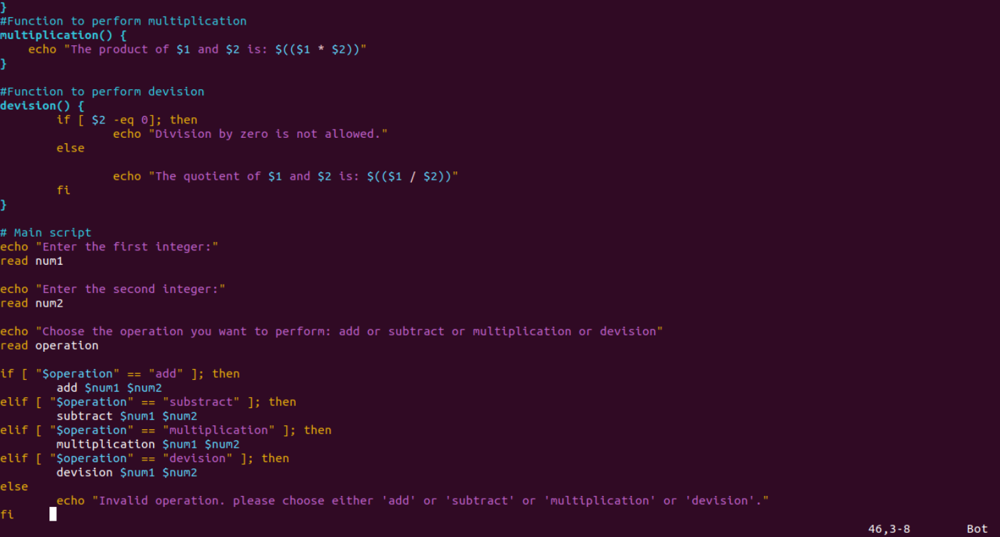 }
#Function to perform multiplication
multiplication() {
    echo "The product of $1 and $2 is: $(($1 * $2))"
}

#Function to perform devision
devision() {
        if [ $2 -eq 0]; then
                echo "Division by zero is not allowed."
        else

                echo "The quotient of $1 and $2 is: $(($1 / $2))"
        fi
}

# Main script
echo "Enter the first integer:"
read num1

echo "Enter the second integer:"
read num2

echo "Choose the operation you want to perform: add or subtract or multiplication or devision"
read operation

if [ "$operation" == "add" ]; then
        add $num1 $num2
elif [ "$operation" == "substract" ]; then
        subtract $num1 $num2
elif [ "$operation" == "multiplication" ]; then
        multiplication $num1 $num2
elif [ "$operation" == "devision" ]; then
        devision $num1 $num2
else
        echo "Invalid operation. please choose either 'add' or 'subtract' or 'multiplication' or 'devision'."
fi
46,3-8 Bot